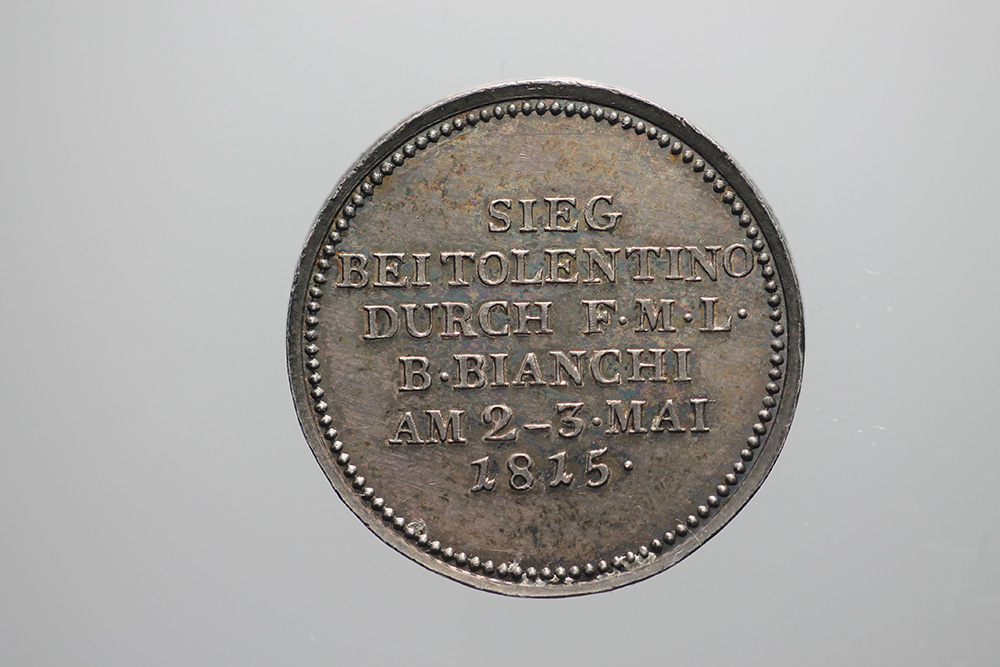 SIEG
BEI TOLENTINO
DURCH F·M·L·
B·BIANCHI
AM 2–3·MAI
1815·